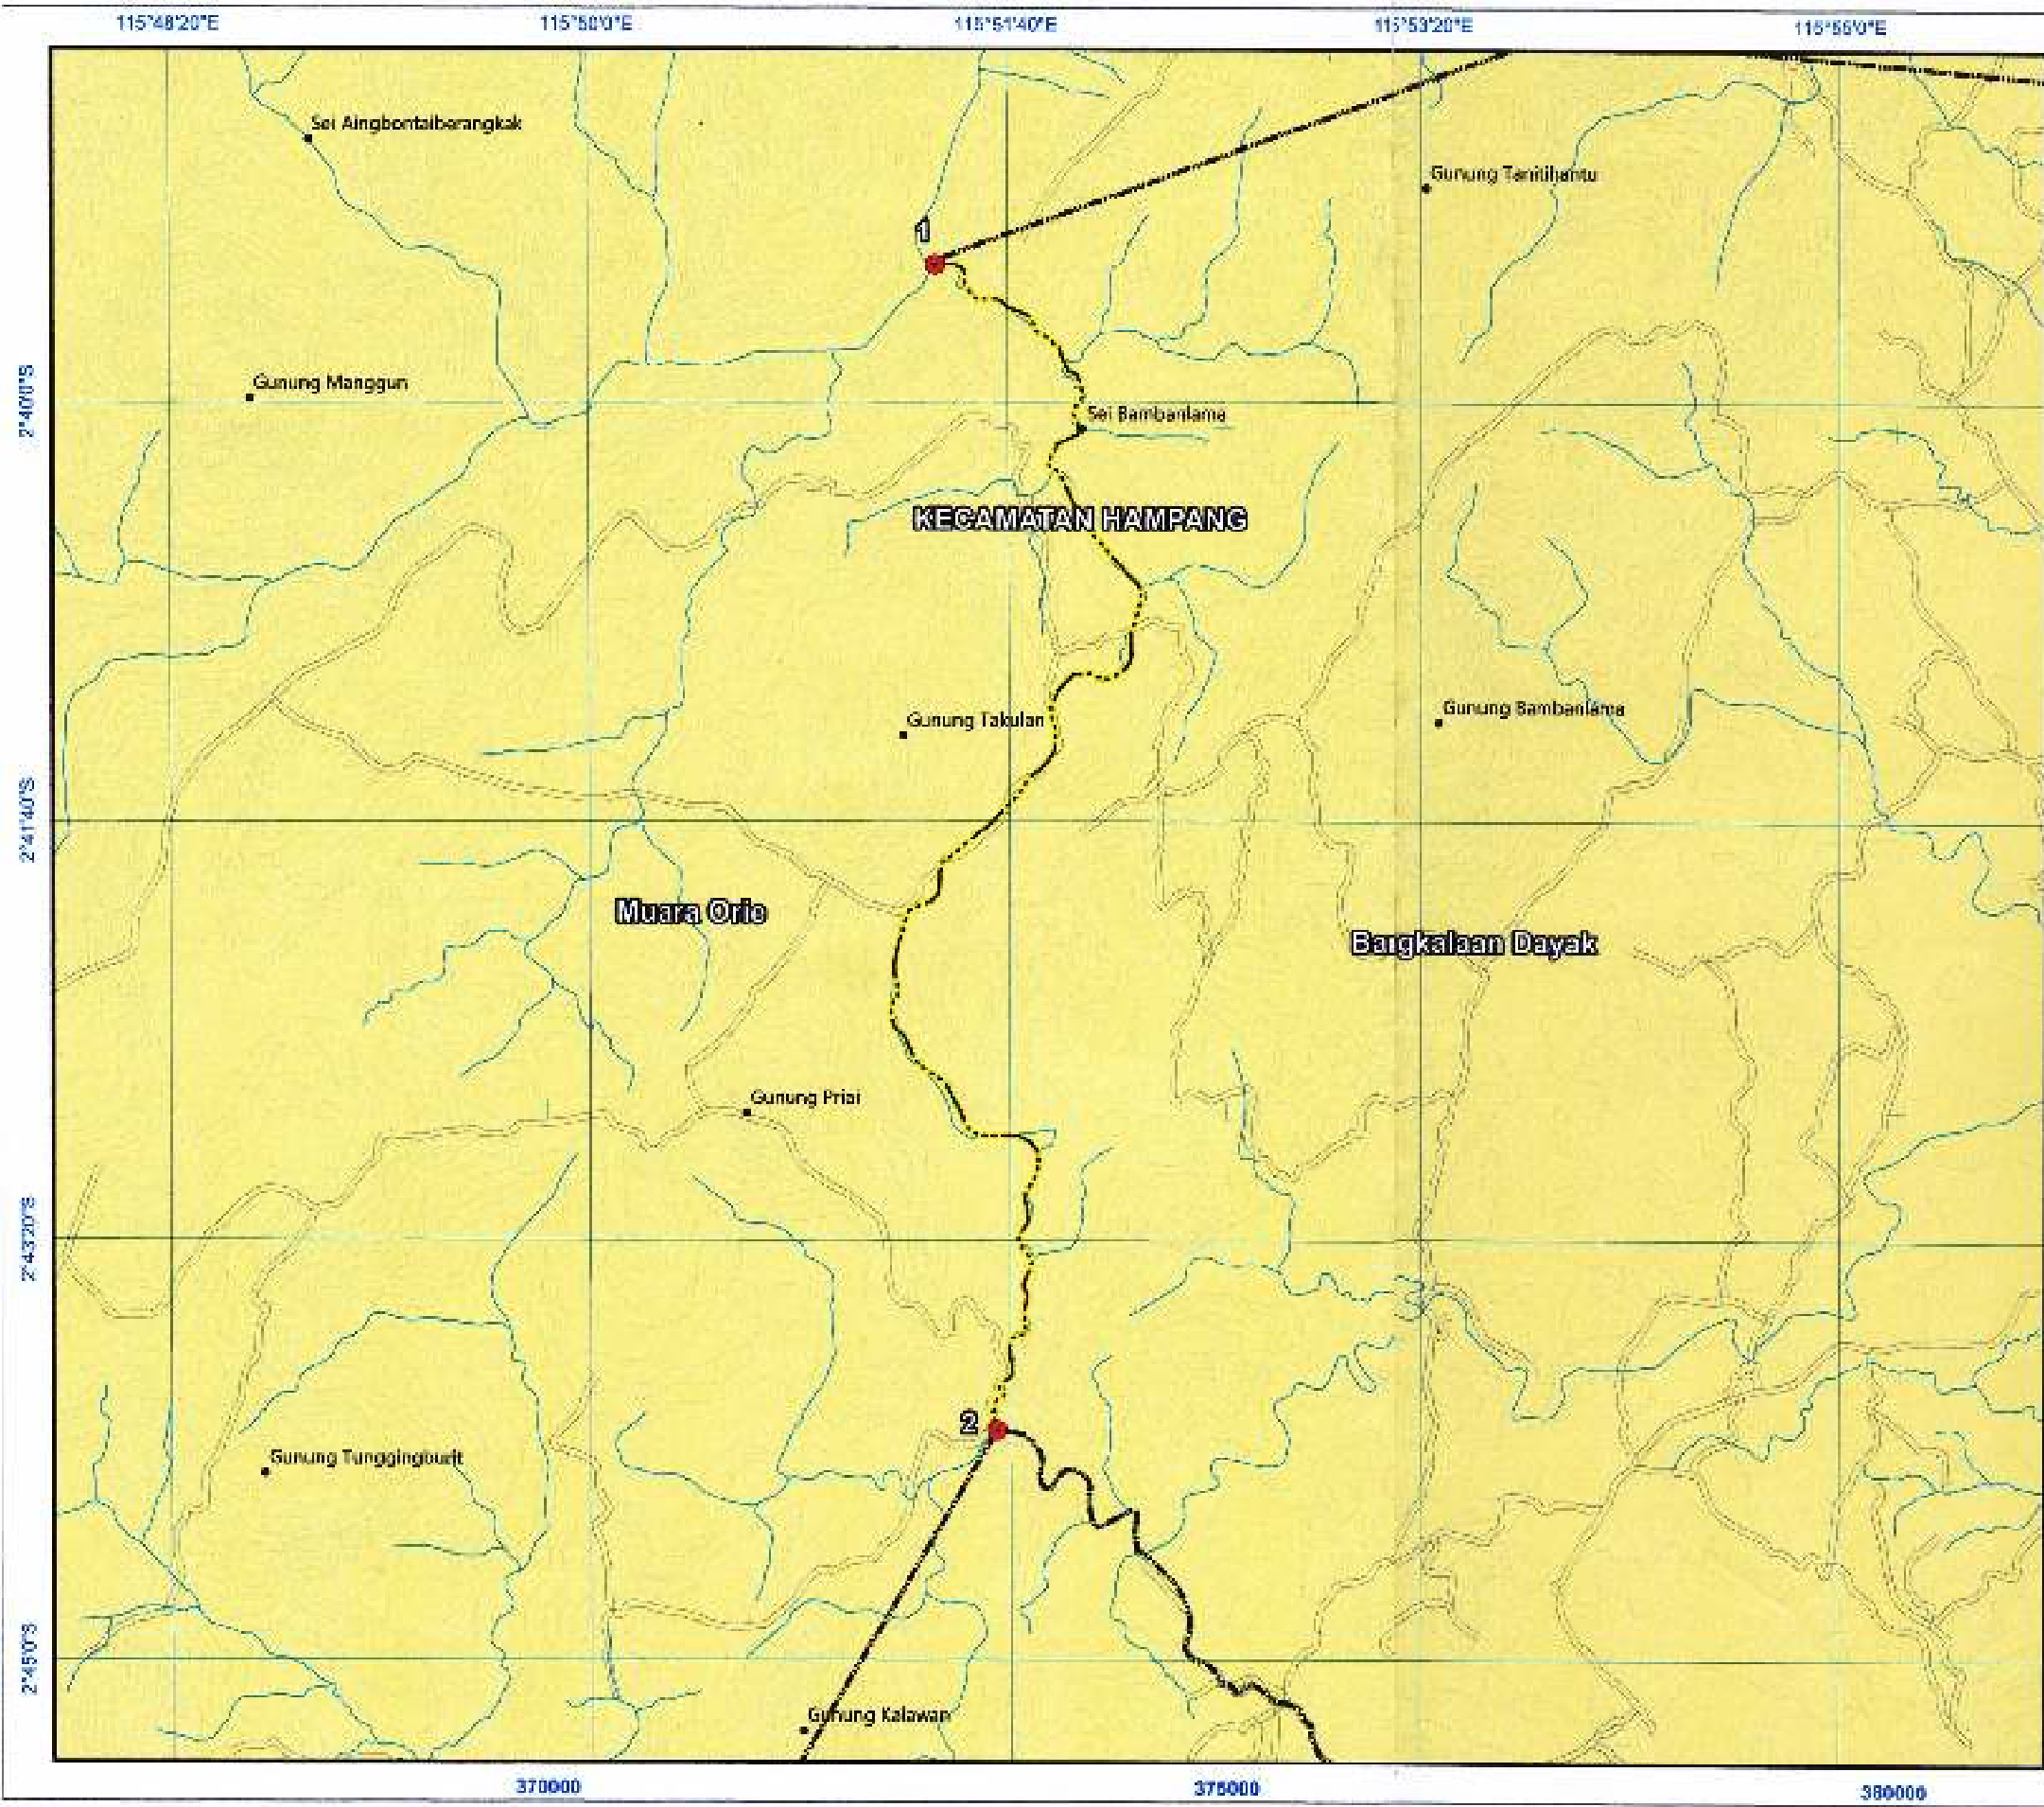 115°48'20"E
115°50'0"E
115°51'40"E
115°53'20"E
115°55'0"E
Sei Aingbontaiberangkak
Gunung Tanitihantu
1
2°40'0"S
Gunung Manggun
Sei Bambanlama
KECAMATAN HAMPANG
Gunung Takulan
Gunung Bambanlama
2°41'40"S
Muara Orie
Bangkalaan Dayak
Gunung Priai
2°43'20"S
2
Gunung Tunggingburit
2°45'0"S
Gunung Kalawan
370000
375000
380000